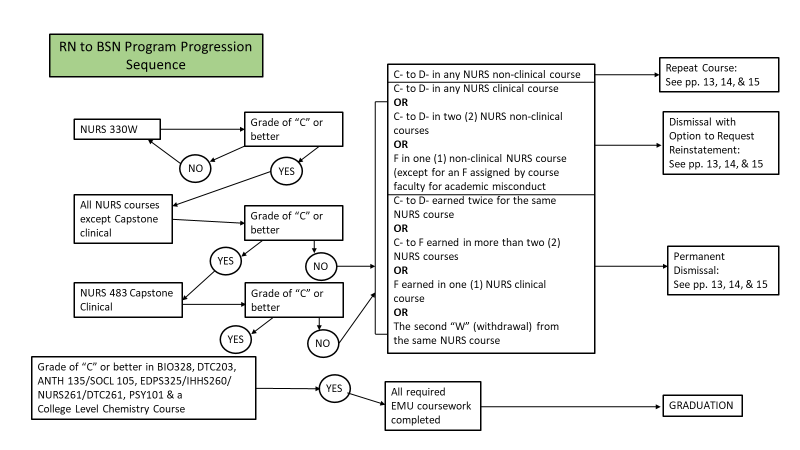 RN to BSN Program Progression
Sequence
NURS 330W
Grade of “C” or
better
NO
YES
All NURS courses
except Capstone
clinical
Grade of “C” or
better
YES
NO
NURS 483 Capstone
Clinical
Grade of “C” or
better
YES
NO
Grade of “C” or better in BIO328, DTC203,
ANTH 135/SOCL 105, EDPS325/IHHS260/
NURS261/DTC261, PSY101 & a
College Level Chemistry Course
YES
All required
EMU coursework
completed
GRADUATION
C- to D- in any NURS non-clinical course
C- to D- in any NURS clinical course
OR
C- to D- in two (2) NURS non-clinical
courses
OR
F in one (1) non-clinical NURS course
(except for an F assigned by course
faculty for academic misconduct
C- to D- earned twice for the same
NURS course
OR
C- to F earned in more than two (2)
NURS courses
OR
F earned in one (1) NURS clinical
course
OR
The second “W” (withdrawal) from
the same NURS course
Repeat Course:
See pp. 13, 14, & 15
Dismissal with
Option to Request
Reinstatement:
See pp. 13, 14, & 15
Permanent
Dismissal:
See pp. 13, 14, & 15